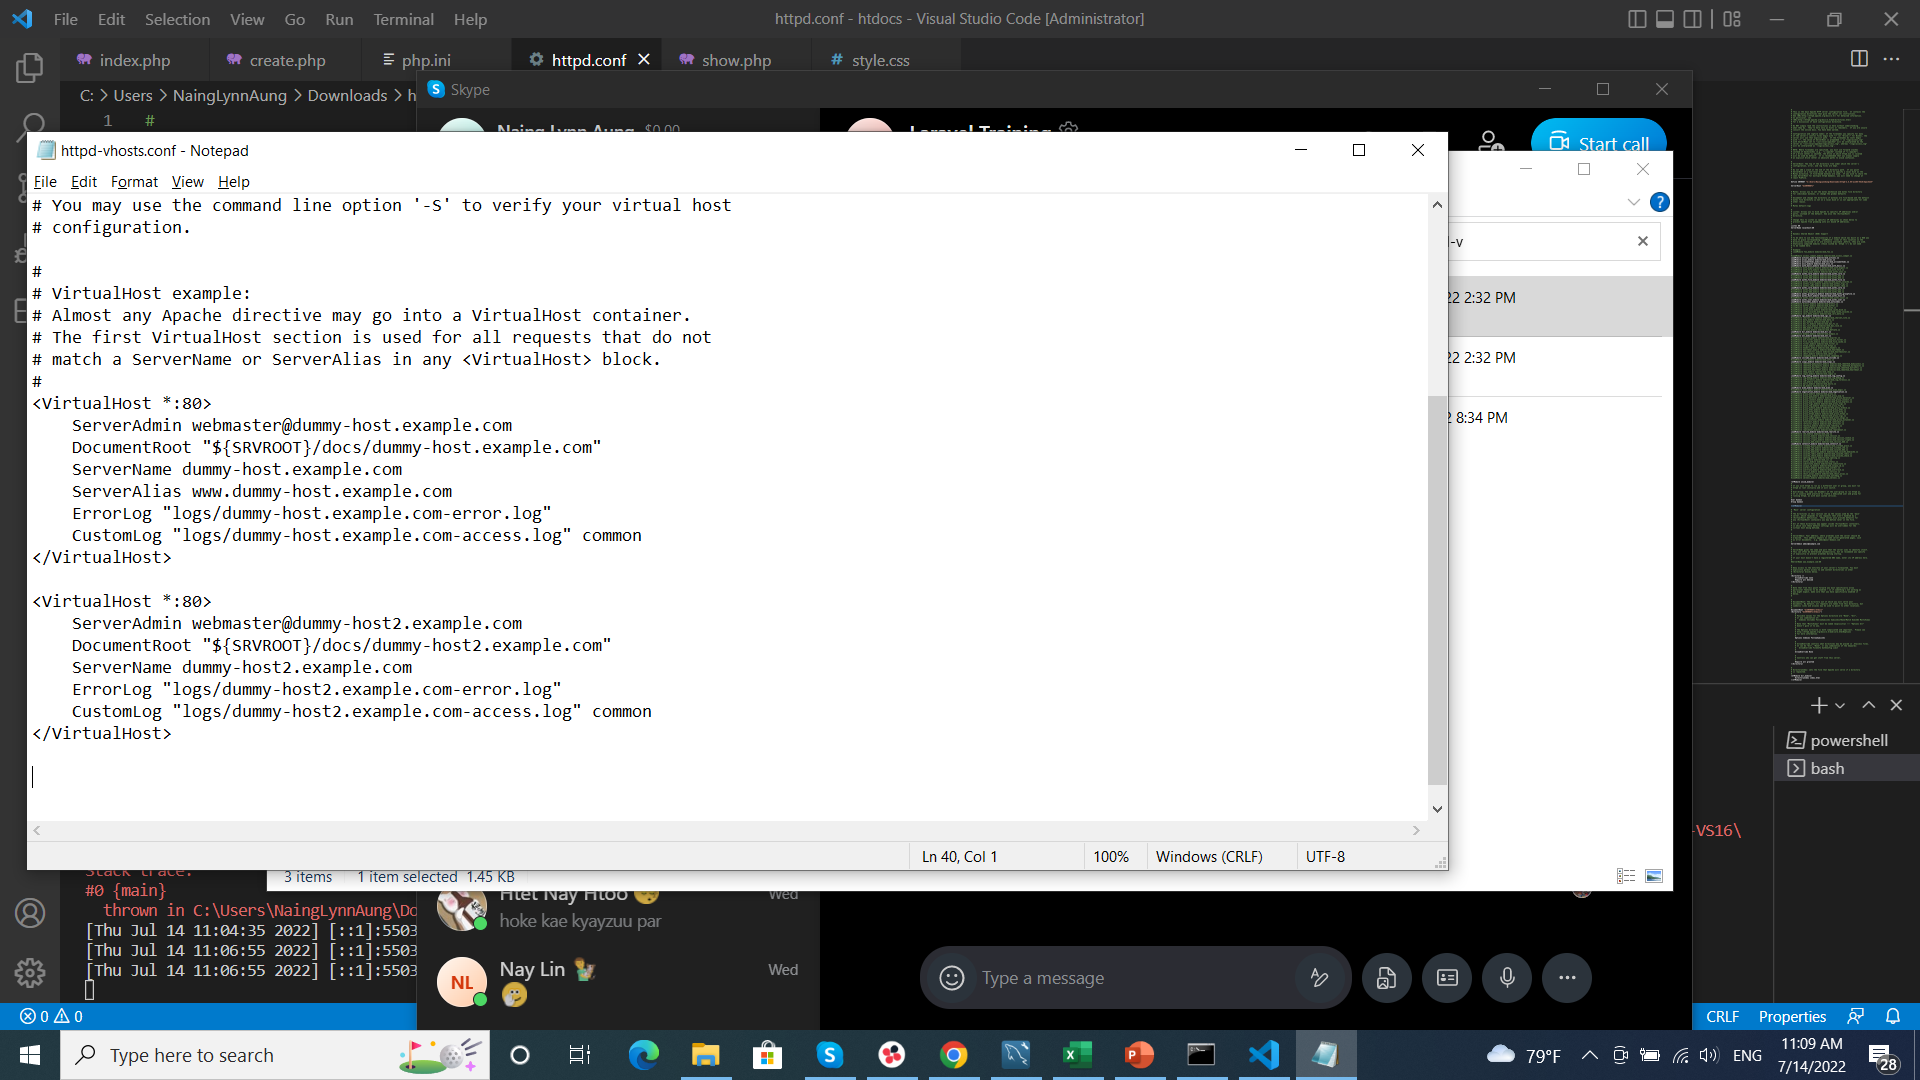 File Edit Selection View Go Run Terminal Help
httpd.conf - htdocs - Visual Studio Code [Administrator]
index.php
create.php
php.ini
httpd.conf
show.php
style.css
C: > Users > NaingLynnAung > Downloads > h
1 #
Skype
Naing Lynn Aung $0.00
Laravel Training
Start call
httpd-vhosts.conf - Notepad
File Edit Format View Help
# You may use the command line option '-S' to verify your virtual host
# configuration.
#
# VirtualHost example:
# Almost any Apache directive may go into a VirtualHost container.
# The first VirtualHost section is used for all requests that do not
# match a ServerName or ServerAlias in any <VirtualHost> block.
#
<VirtualHost *:80>
ServerAdmin webmaster@dummy-host.example.com
DocumentRoot "${SRVROOT}/docs/dummy-host.example.com"
ServerName dummy-host.example.com
ServerAlias www.dummy-host.example.com
ErrorLog "logs/dummy-host.example.com-error.log"
CustomLog "logs/dummy-host.example.com-access.log" common
</VirtualHost>
<VirtualHost *:80>
ServerAdmin webmaster@dummy-host2.example.com
DocumentRoot "${SRVROOT}/docs/dummy-host2.example.com"
ServerName dummy-host2.example.com
ErrorLog "logs/dummy-host2.example.com-error.log"
CustomLog "logs/dummy-host2.example.com-access.log" common
</VirtualHost>
Ln 40, Col 1
100%
Windows (CRLF)
UTF-8
-v
22 2:32 PM
22 2:32 PM
2 8:34 PM
3 items
1 item selected 1.45 KB
powershell
bash
-VS16\
Stack trace:
#0 {main}
thrown in C:\Users\NaingLynnAung\Do
[Thu Jul 14 11:04:35 2022] [::1]:5503
[Thu Jul 14 11:06:55 2022] [::1]:5503
[Thu Jul 14 11:06:55 2022] [::1]:5503
Htet Nay Htoo
Wed
hoke kae kyayzuu par
NL
Nay Lin
Wed
Type a message
0 0
CRLF
Properties
Type here to search
79°F
ENG
11:09 AM
7/14/2022
28